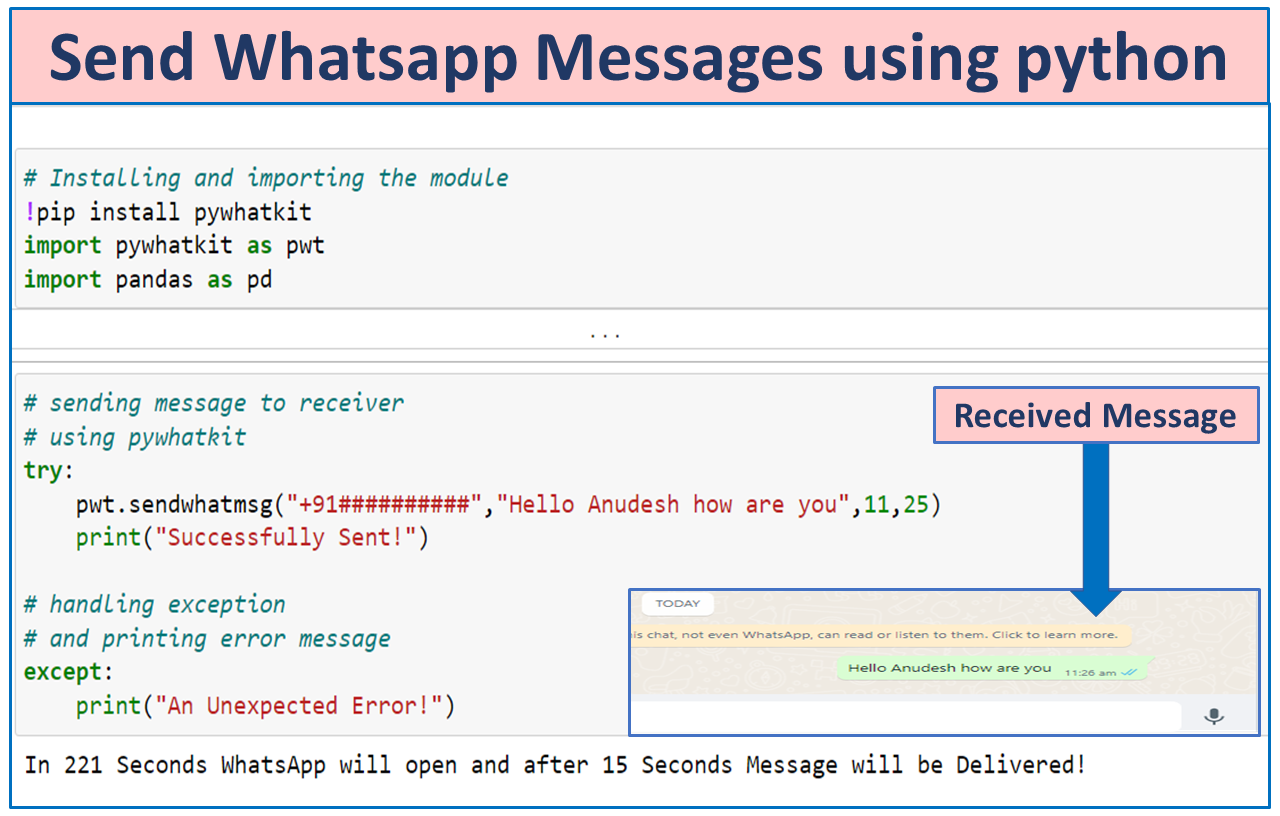 Send Whatsapp Messages using python
# Installing and importing the module
!pip install pywhatkit
import pywhatkit as pwt
import pandas as pd
...
# sending message to receiver
# using pywhatkit
try:
    pwt.sendwhatmsg("+91##########","Hello Anudesh how are you",11,25)
    print("Successfully Sent!")
# handling exception
# and printing error message
except:
    print("An Unexpected Error!")
Received Message
TODAY
is chat, not even WhatsApp, can read or listen to them. Click to learn more.
Hello Anudesh how are you 11:26 am
In 221 Seconds WhatsApp will open and after 15 Seconds Message will be Delivered!